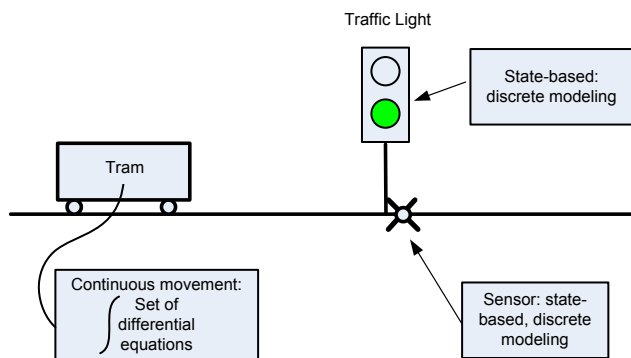 Traffic Light
State-based:
discrete modeling
Tram
Continuous movement:
Set of
differential
equations
Sensor: state-
based, discrete
modeling